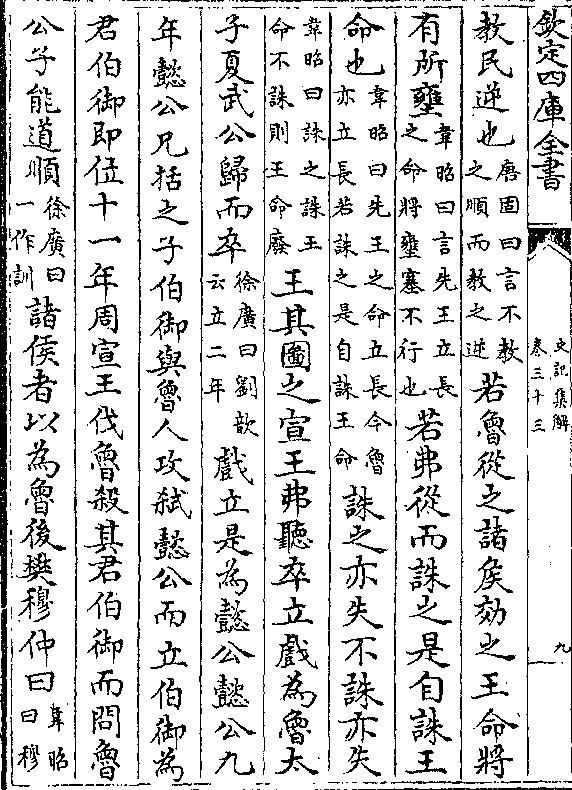 欽定四庫全書
史記集解
卷三十三
九
教民逆也唐固曰言不教之順而教之逆若魯從之諸矦効之王命將
有所壅韋昭曰言先王立長之命將壅塞不行也若弗從而誅之是自誅王
命也韋昭曰先王之命立長今魯亦立長若誅之是自誅王命誅之亦失不誅亦失
韋昭曰誅之誅王命不誅則王命廢王其圖之宣王弗聽卒立戲為魯太
子夏武公歸而卒徐廣曰劉歆云立二年戲立是為懿公懿公九
年懿公兄括之子伯御與魯人攻弑懿公而立伯御為
君伯御即位十一年周宣王伐魯殺其君伯御而問魯
公子能道順徐廣曰一作訓諸侯者以為魯後樊穆仲曰韋昭曰穆